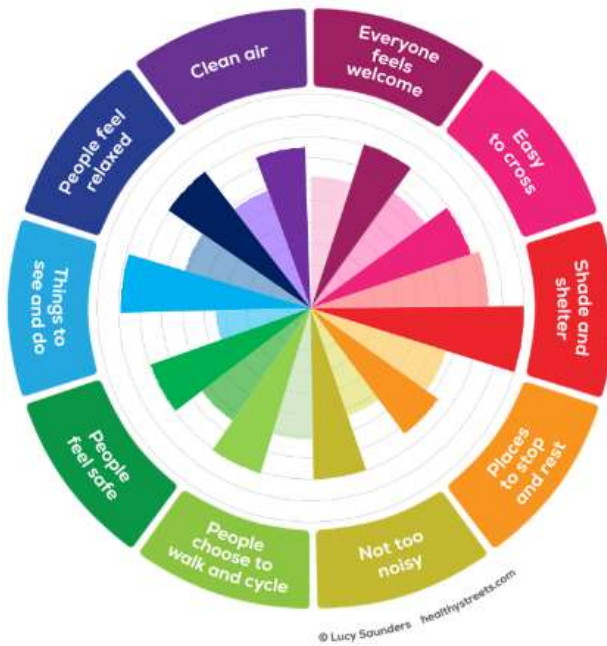 Everyone
feels
welcome
Easy
to cross
Shade and
shelter
Places
to stop
and rest
Not too
noisy
People
choose to
walk and cycle
People
feel safe
Things to
see and do
People feel
relaxed
Clean air
© Lucy Saunders healthystreets.com